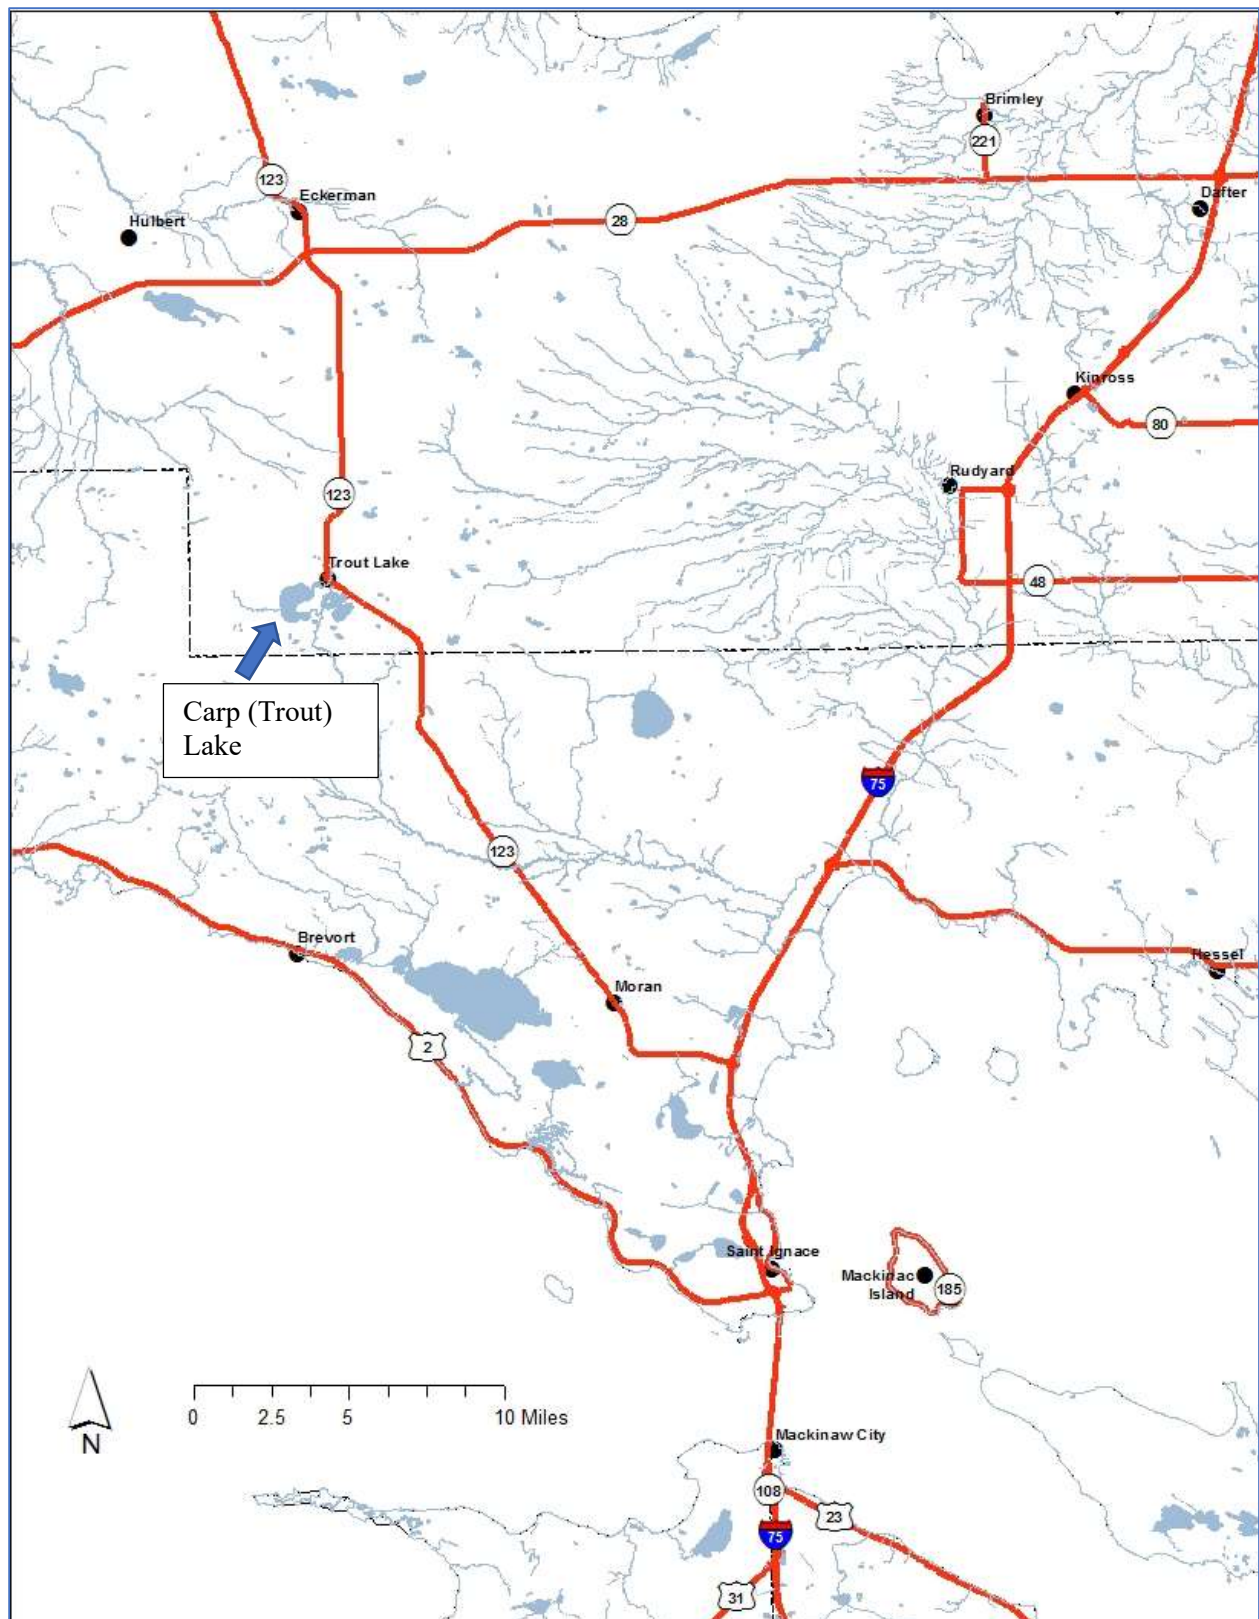 Brimley
221
123
Eckerman
Dafter
Hulbert
28
Kinross
80
Rudyard
123
Trout Lake
48
Carp (Trout)
Lake
75
123
Brevort
Hessel
Moran
2
Saint Ignace
Mackinac
Island
185
0 2.5 5 10 Miles
N
Mackinaw City
108
23
75
31